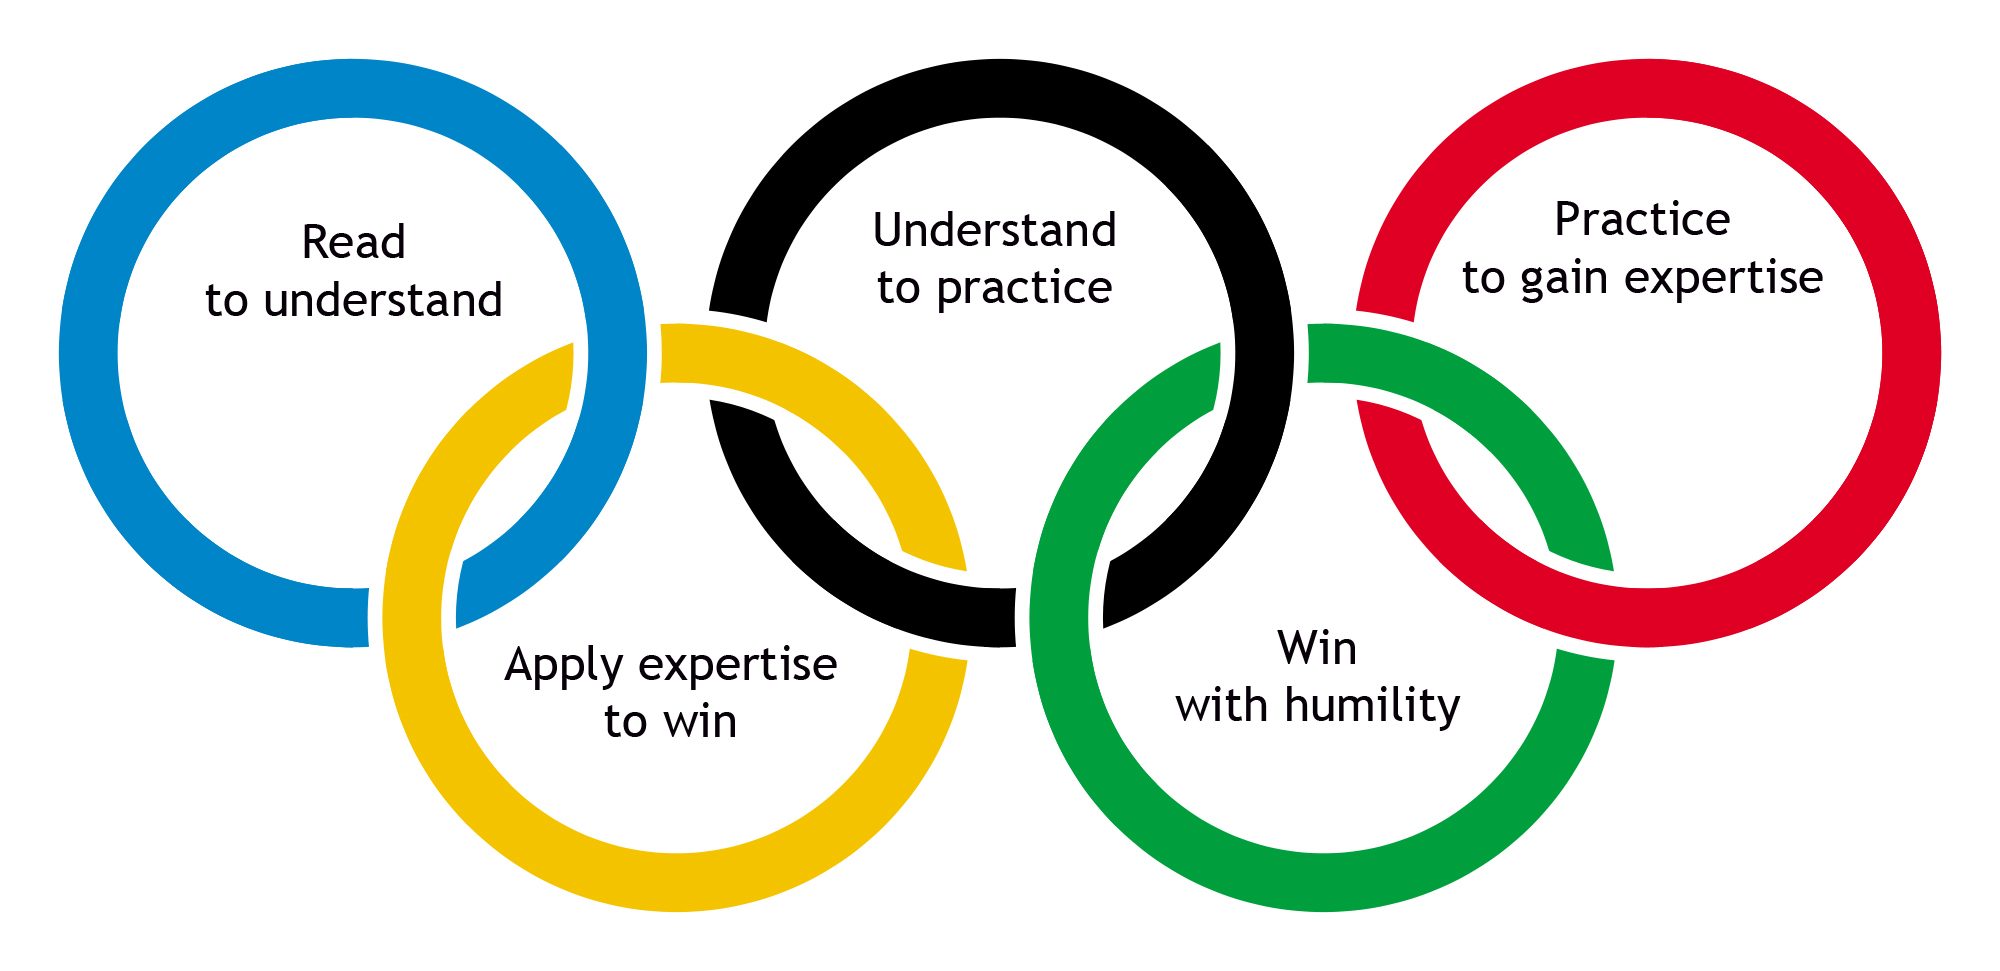 Read
to understand
Understand
to practice
Practice
to gain expertise
Apply expertise
to win
Win
with humility